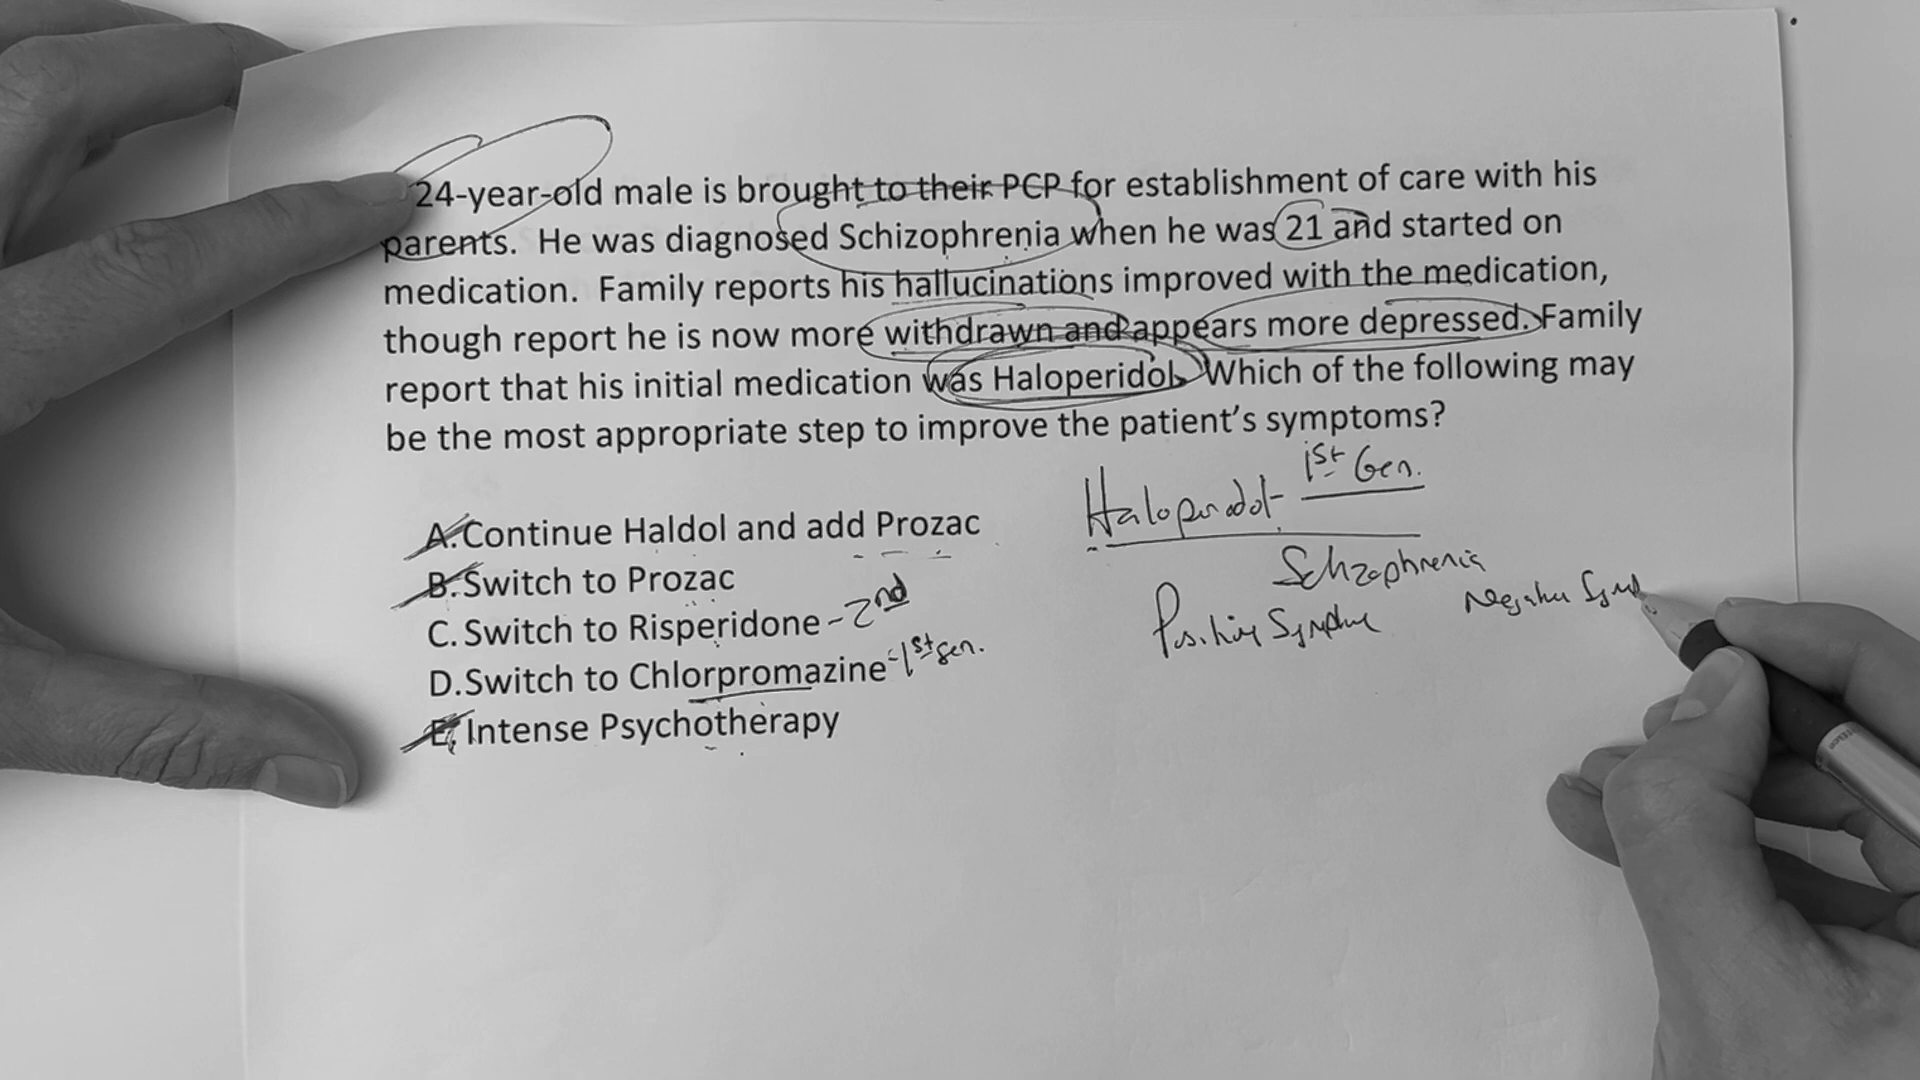 24-year-old male is brought to their PCP for establishment of care with his
parents. He was diagnosed Schizophrenia when he was 21 and started on
medication. Family reports his hallucinations improved with the medication,
though report he is now more withdrawn and appears more depressed. Family
report that his initial medication was Haloperidol. Which of the following may
be the most appropriate step to improve the patient's symptoms?
Haloperidol- 1st Gen.
A. Continue Haldol and add Prozac
B. Switch to Prozac
C. Switch to Risperidone - 2nd
D. Switch to Chlorpromazine - 1st gen.
E. Intense Psychotherapy
Schizophrenia
Positive Symptoms
Negative